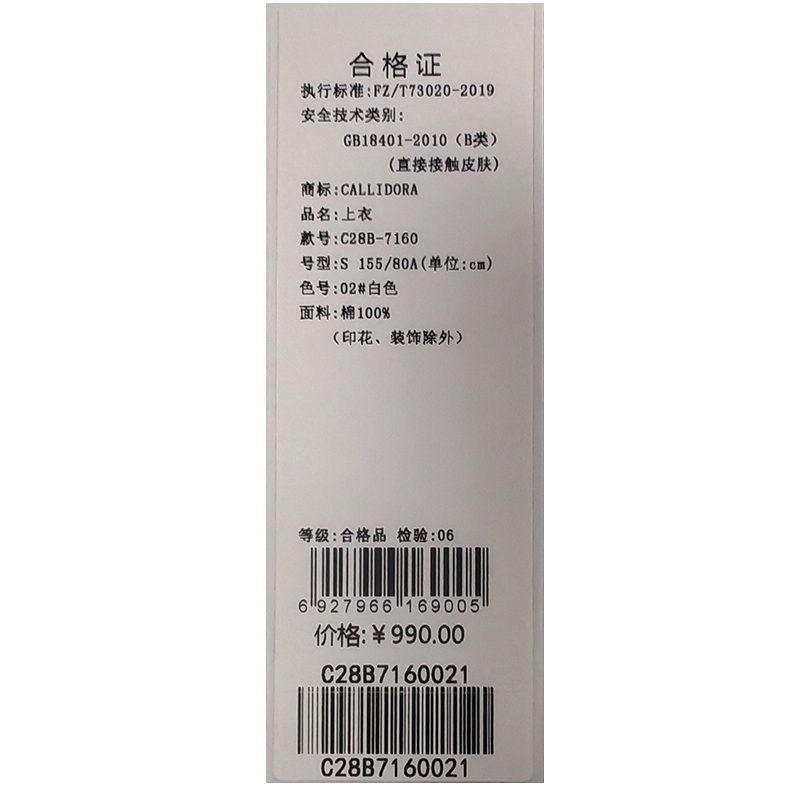 合格证
执行标准:FZ/T73020-2019
安全技术类别:
GB18401-2010（B类）
(直接接触皮肤)
商标:CALLIDORA
品名:上衣
款号:C28B-7160
号型:S 155/80A(单位:cm)
色号:02#白色
面料:棉100%
（印花、装饰除外）
等级:合格品 检验:06
6 927966 169005
价格:￥990.00
C28B7160021
C28B7160021